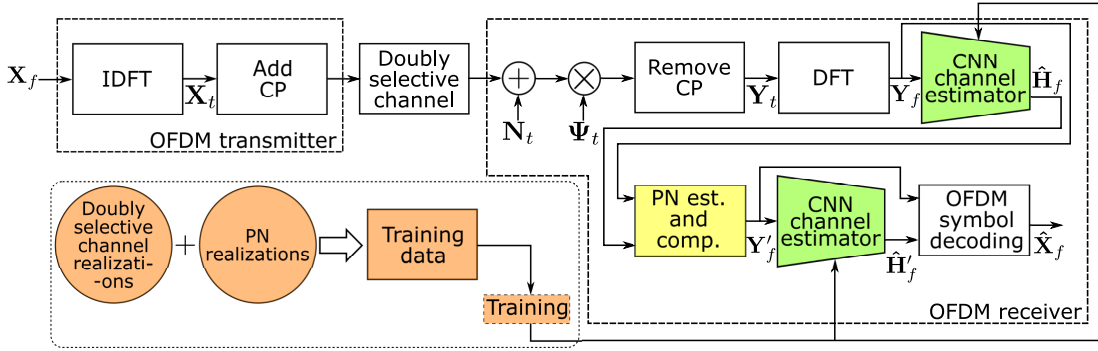 X_f
IDFT
X_t
Add
CP
OFDM transmitter
Doubly
selective
channel
+
N_t
×
Ψ_t
Remove
CP
Y_t
DFT
Y_f
CNN
channel
estimator
Ĥ_f
Doubly
selective
channel
realizati-
-ons
+
PN
realizations
Training
data
Training
PN est.
and
comp.
Y′_f
CNN
channel
estimator
Ĥ′_f
OFDM
symbol
decoding
X̂_f
OFDM receiver